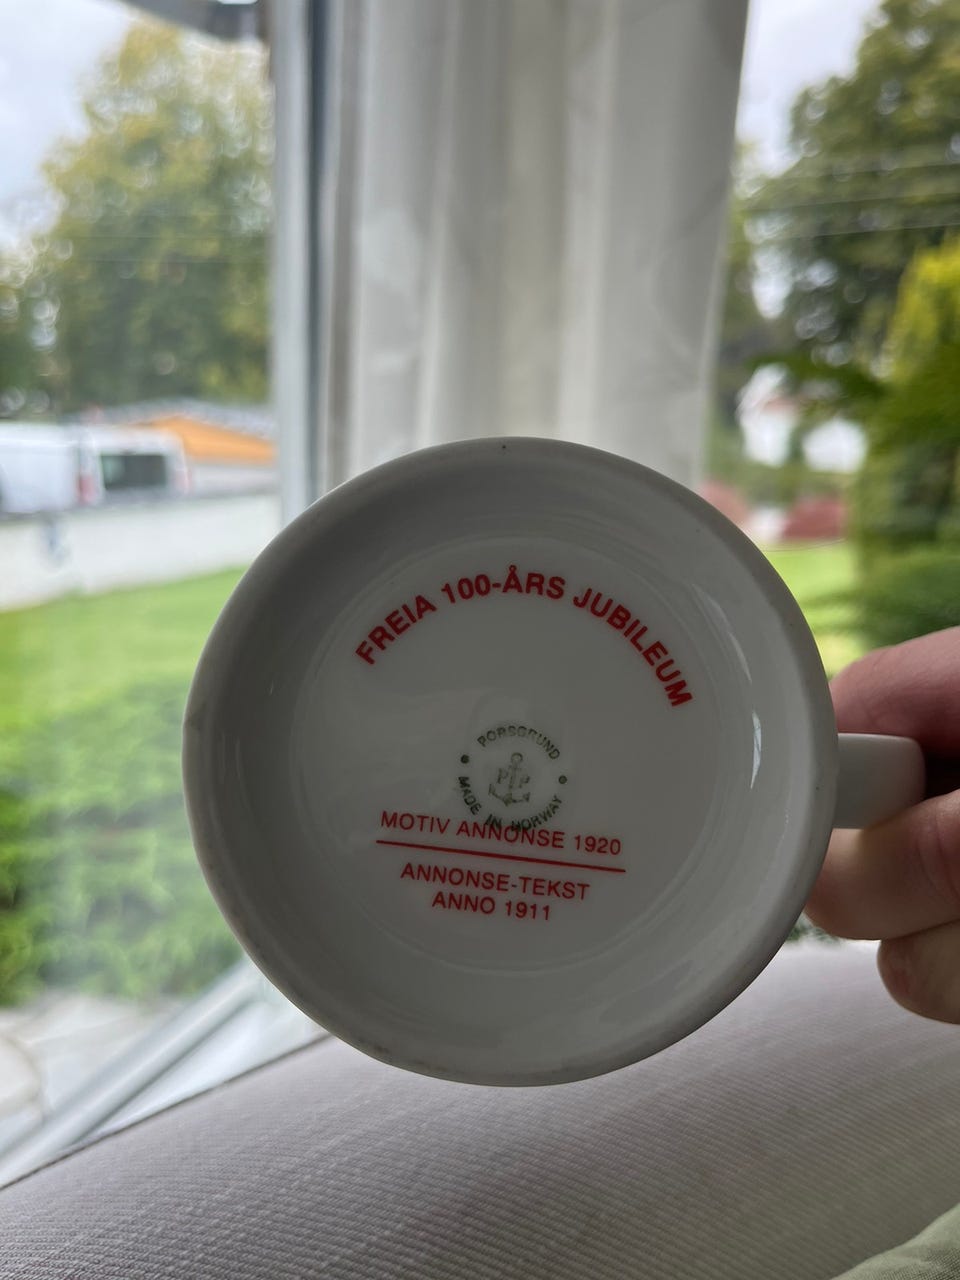 FREIA 100-ÅRS JUBILEUM
PORSGRUND
PP
MADE IN NORWAY
MOTIV ANNONSE 1920
ANNONSE-TEKST
ANNO 1911